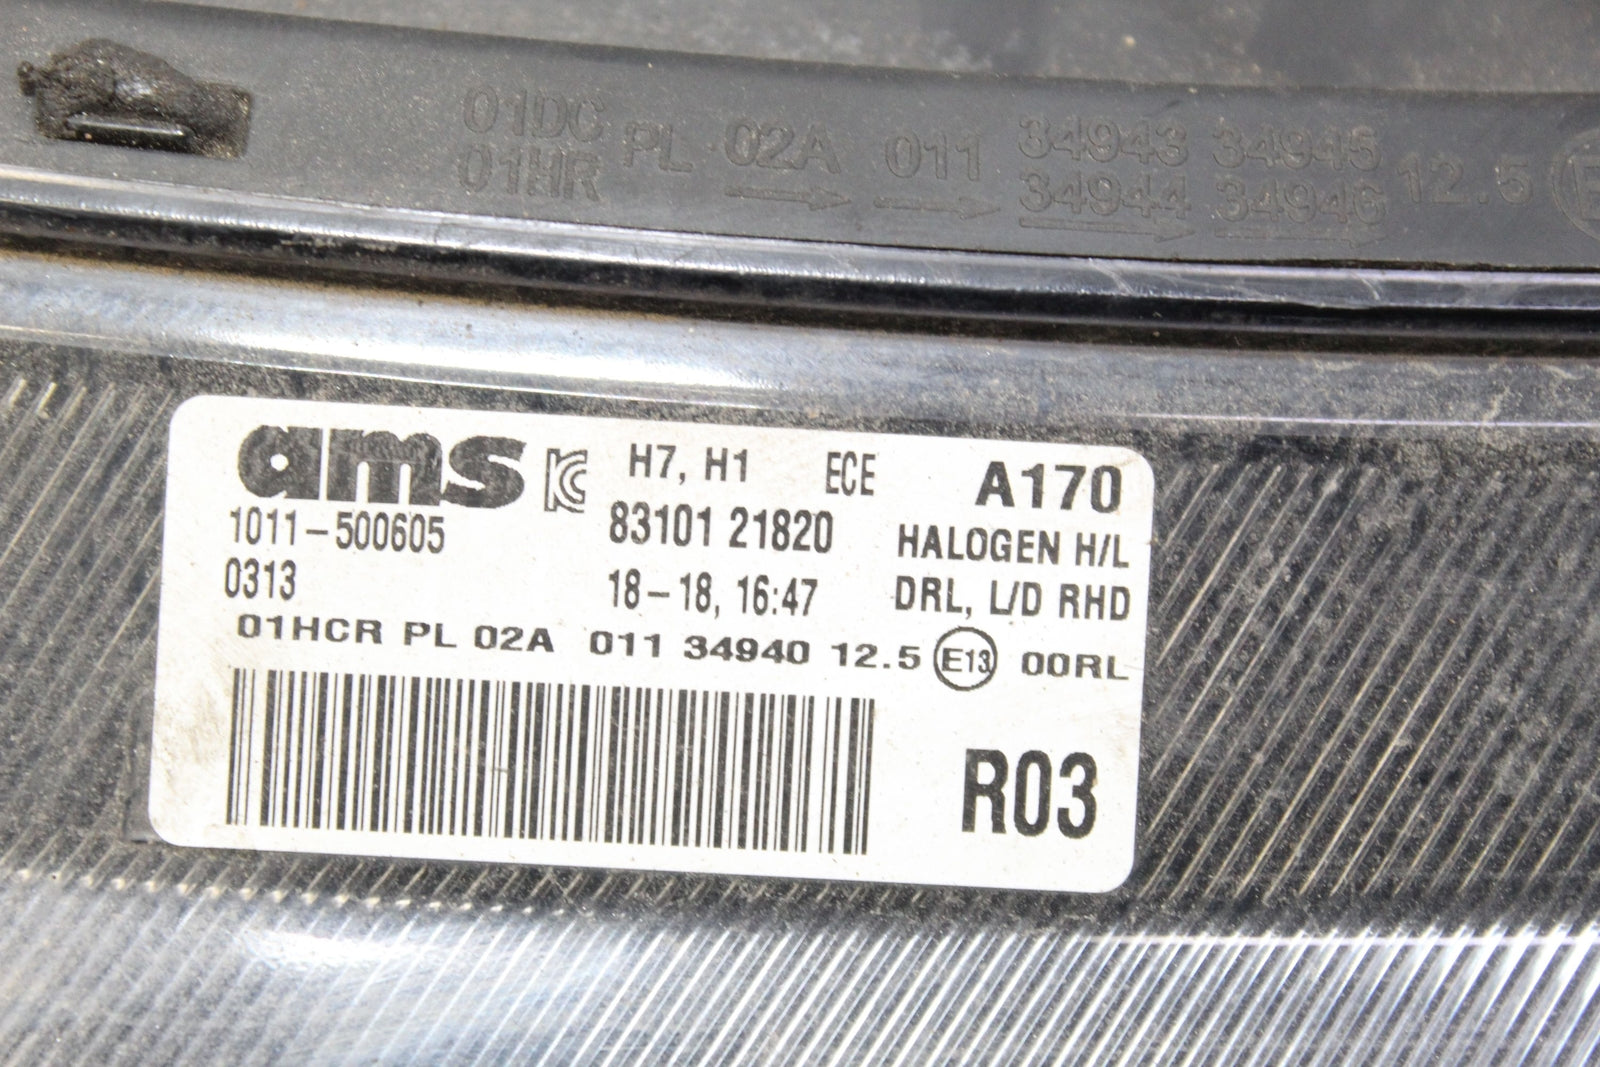 01DC PL 02A 011 34943 34945 12.5 E
01HR 34944 34946
ams KC H7, H1 ECE A170
1011-500605 83101 21820 HALOGEN H/L
0313 18-18, 16:47 DRL, L/D RHD
01HCR PL 02A 011 34940 12.5 E13 00RL
R03